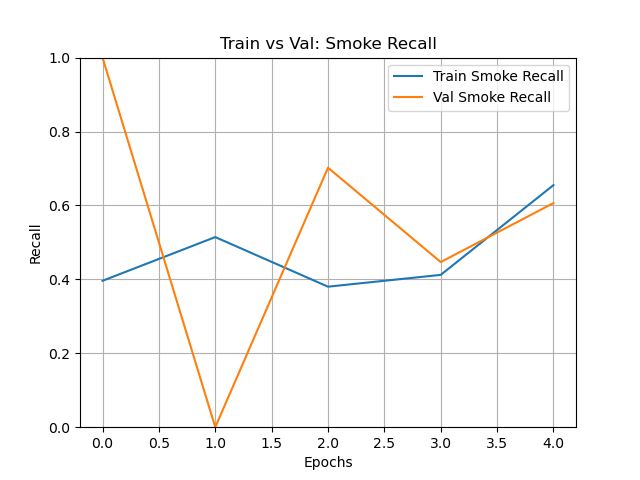 Train vs Val: Smoke Recall
Train Smoke Recall
Val Smoke Recall
1.0
0.8
0.6
0.4
0.2
0.0
Recall
0.0 0.5 1.0 1.5 2.0 2.5 3.0 3.5 4.0
Epochs